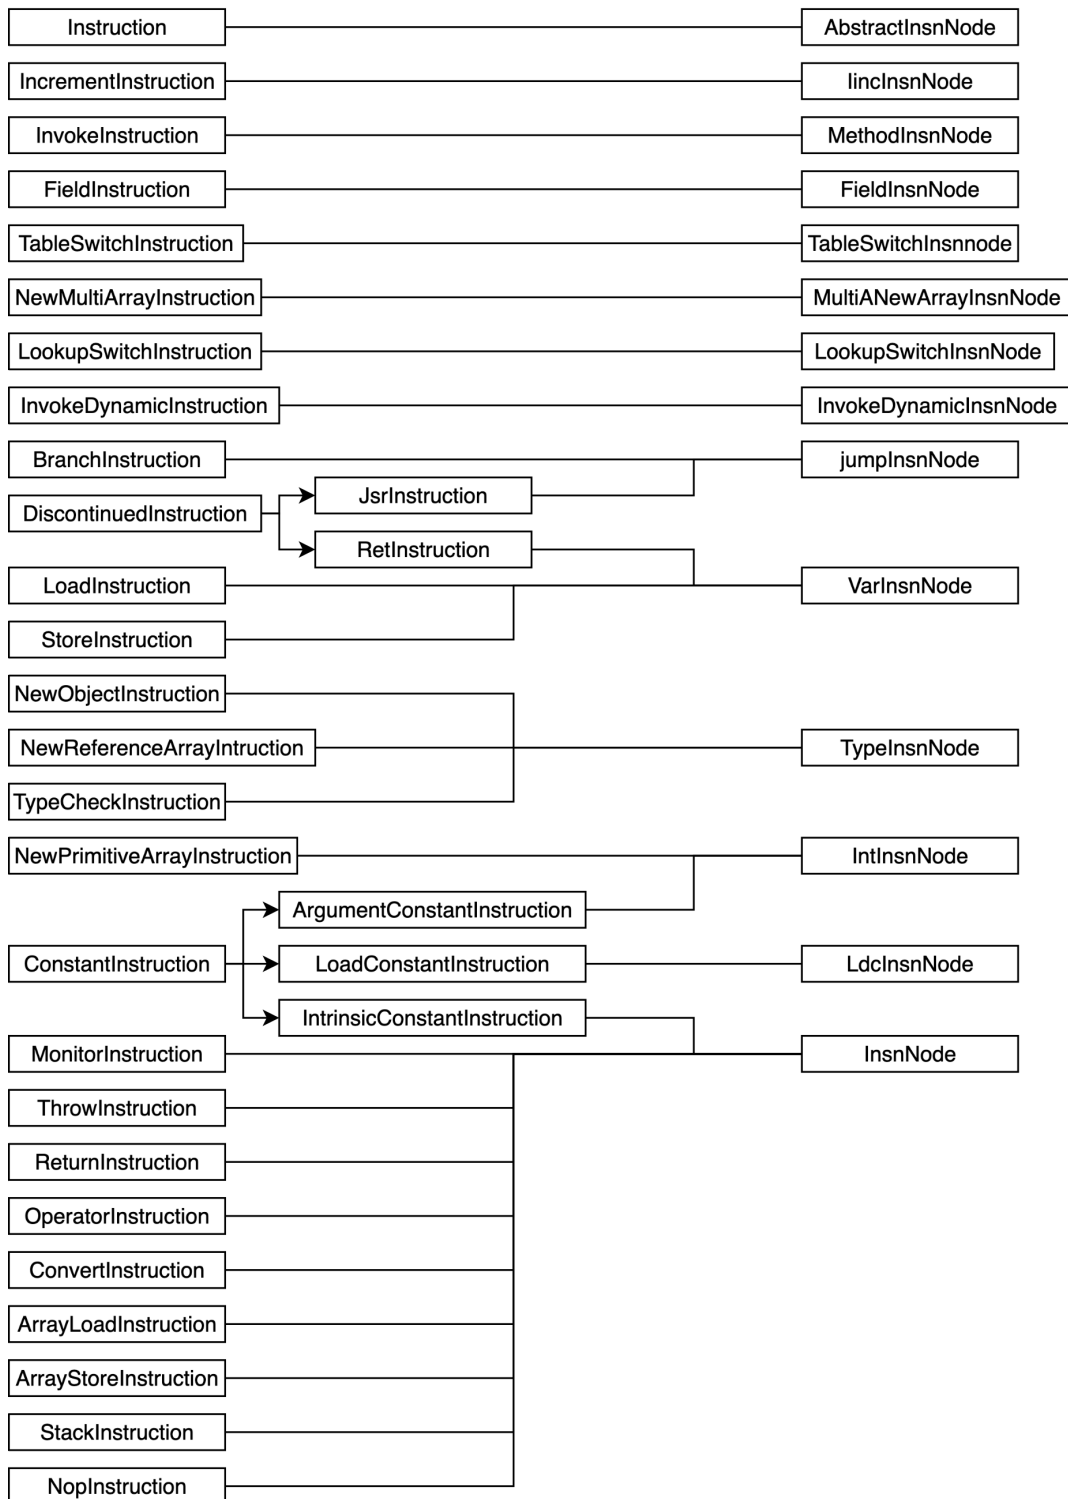 Instruction
AbstractInsnNode
IncrementInstruction
IincInsnNode
InvokeInstruction
MethodInsnNode
FieldInstruction
FieldInsnNode
TableSwitchInstruction
TableSwitchInsnnode
NewMultiArrayInstruction
MultiANewArrayInsnNode
LookupSwitchInstruction
LookupSwitchInsnNode
InvokeDynamicInstruction
InvokeDynamicInsnNode
BranchInstruction
jumpInsnNode
JsrInstruction
DiscontinuedInstruction
RetInstruction
LoadInstruction
VarInsnNode
StoreInstruction
NewObjectInstruction
NewReferenceArrayIntruction
TypeInsnNode
TypeCheckInstruction
NewPrimitiveArrayInstruction
IntInsnNode
ArgumentConstantInstruction
ConstantInstruction
LoadConstantInstruction
LdcInsnNode
IntrinsicConstantInstruction
MonitorInstruction
InsnNode
ThrowInstruction
ReturnInstruction
OperatorInstruction
ConvertInstruction
ArrayLoadInstruction
ArrayStoreInstruction
StackInstruction
NopInstruction